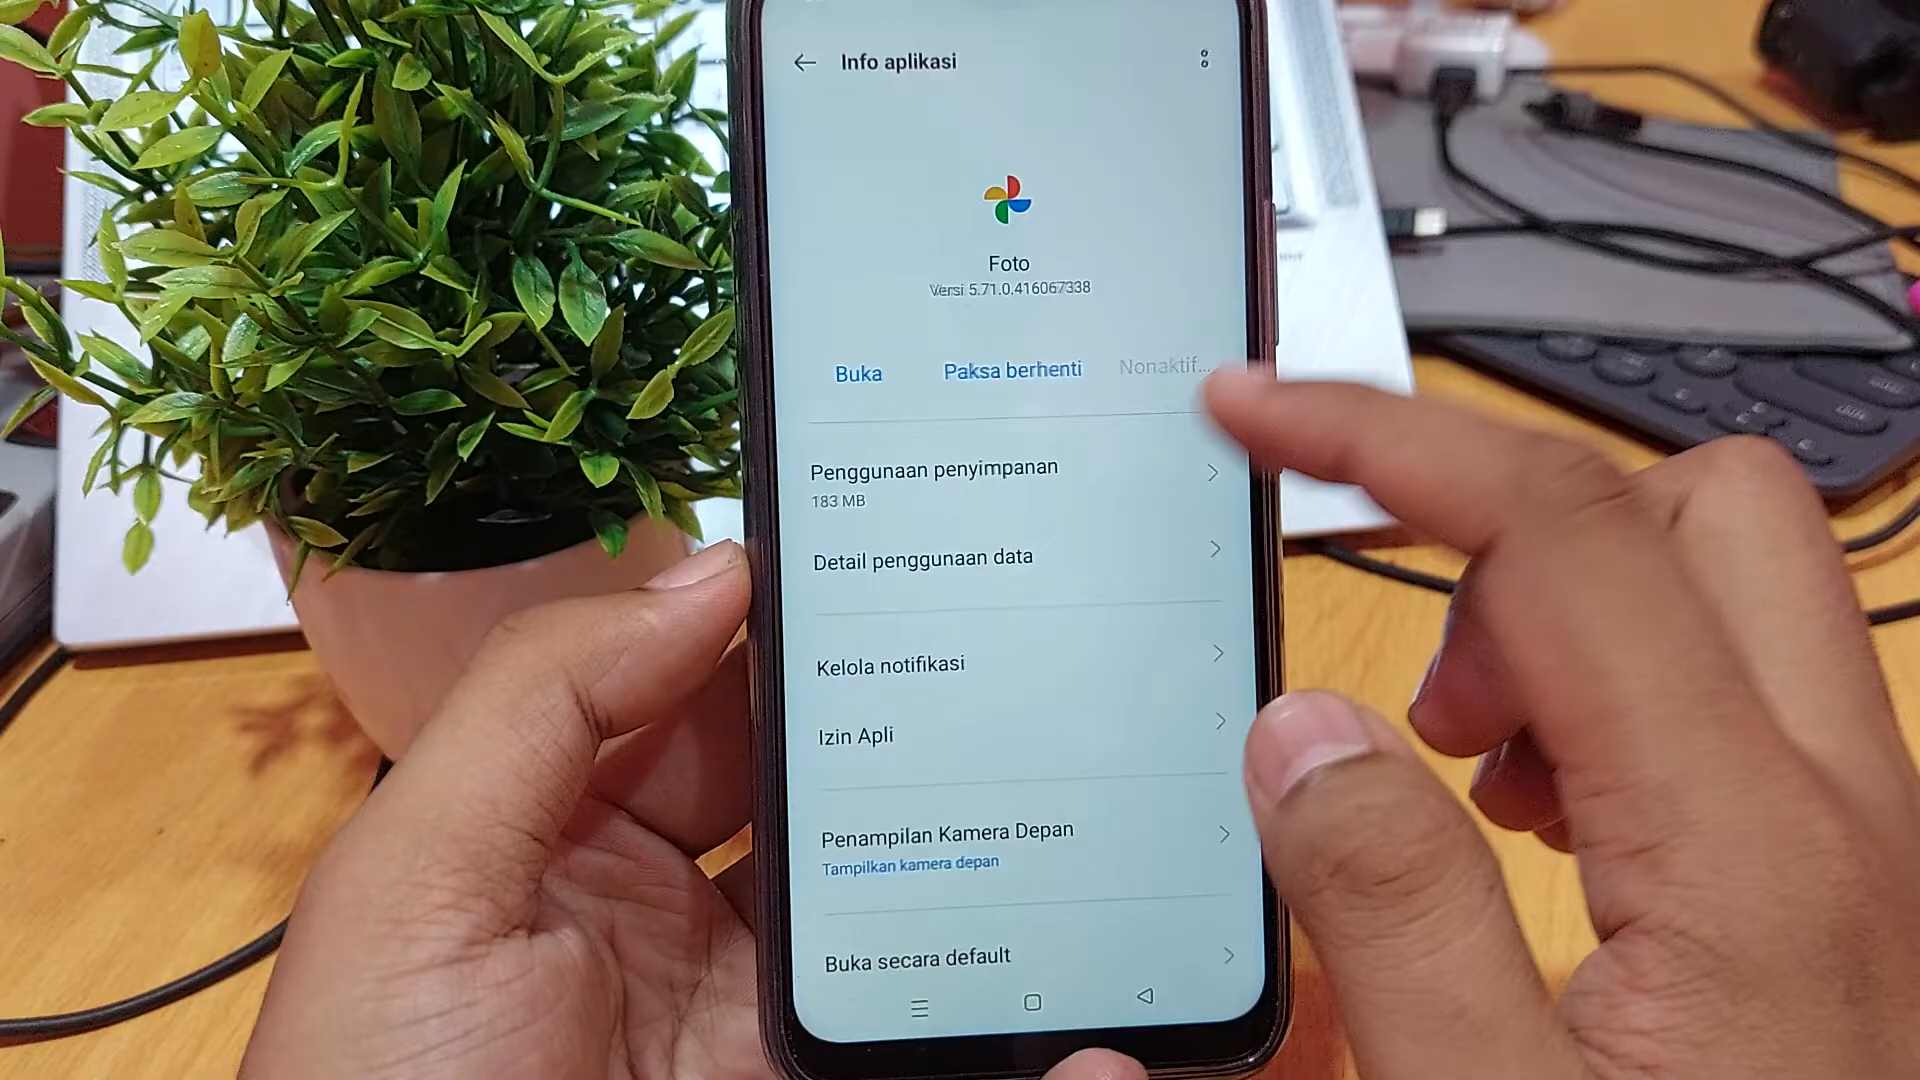 Info aplikasi
Foto
Versi 5.71.0.416067338
Buka
Paksa berhenti
Nonaktif...
Penggunaan penyimpanan
183 MB
Detail penggunaan data
Kelola notifikasi
Izin Apli
Penampilan Kamera Depan
Tampilkan kamera depan
Buka secara default